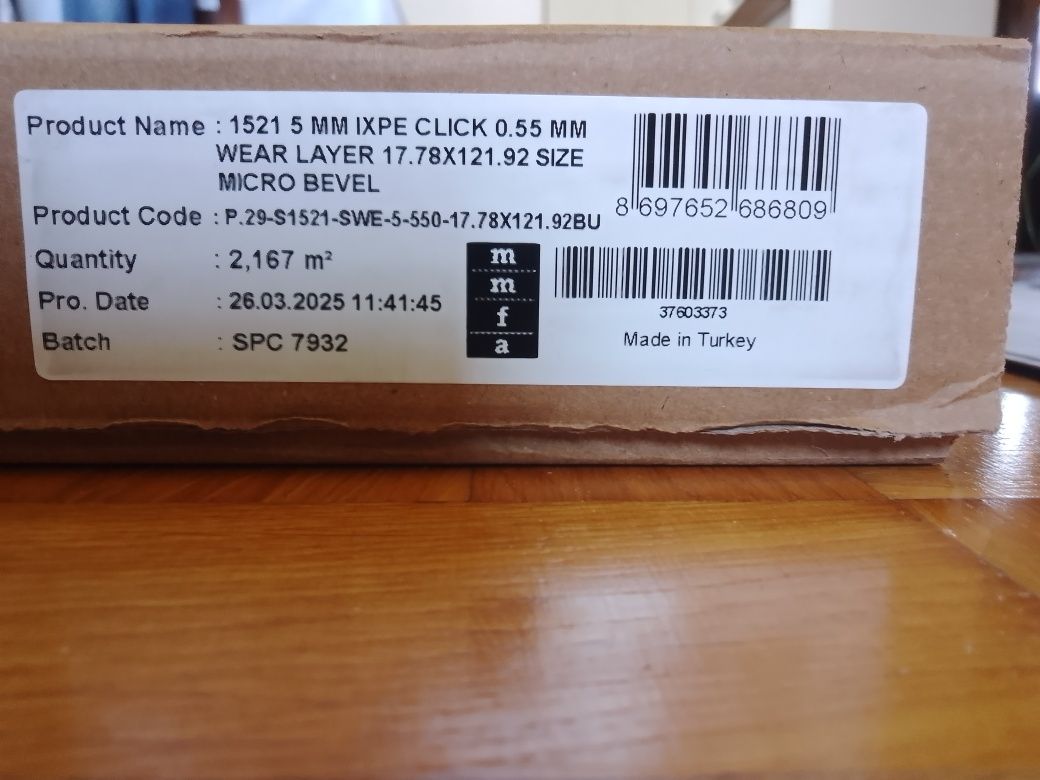 Product Name : 1521 5 MM IXPE CLICK 0.55 MM
WEAR LAYER 17.78X121.92 SIZE
MICRO BEVEL
Product Code : P.29-S1521-SWE-5-550-17.78X121.92BU
Quantity : 2,167 m²
Pro. Date : 26.03.2025 11:41:45
Batch : SPC 7932
m
m
f
a
8 697652 686809
37603373
Made in Turkey